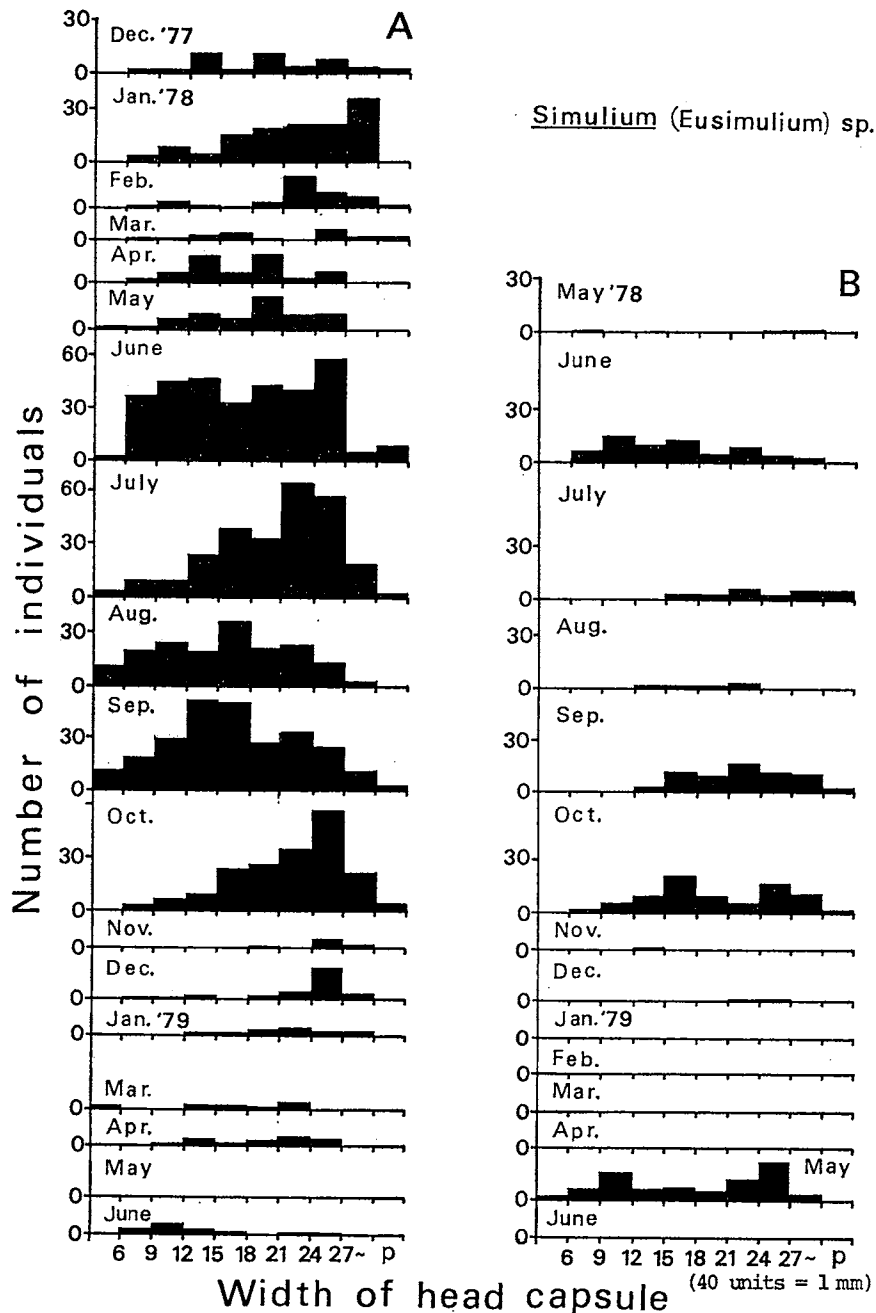 A
30
Dec. '77
0
30
Jan.'78
0
Feb.
0
Mar.
0
Apr.
0
May
0
60
June
30
0
60
July
30
0
Aug.
30
0
Sep.
30
0
Oct.
30
0
Nov.
0
Dec.
0
Jan.'79
0
Mar.
0
Apr.
0
May
0
June
0
6 9 12 15 18 21 24 27~ p
Number of individuals
Simulium (Eusimulium) sp.
B
30
May '78
0
June
30
0
July
30
0
Aug.
30
0
Sep.
30
0
Oct.
30
0
Nov.
0
Dec.
0
Jan.'79
0
Feb.
0
Mar.
0
Apr.
0
May
0
June
0
6 9 12 15 18 21 24 27~ p
(40 units = 1 mm)
Width of head capsule